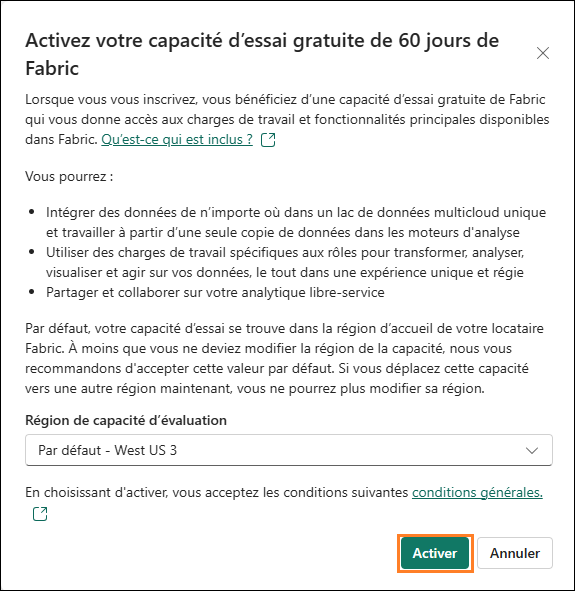 Activez votre capacité d’essai gratuite de 60 jours de
Fabric
Lorsque vous vous inscrivez, vous bénéficiez d’une capacité d’essai gratuite de Fabric
qui vous donne accès aux charges de travail et fonctionnalités principales disponibles
dans Fabric. Qu’est-ce qui est inclus ?
Vous pourrez :
• Intégrer des données de n’importe où dans un lac de données multicloud unique
et travailler à partir d’une seule copie de données dans les moteurs d'analyse
• Utiliser des charges de travail spécifiques aux rôles pour transformer, analyser,
visualiser et agir sur vos données, le tout dans une expérience unique et régie
• Partager et collaborer sur votre analytique libre-service
Par défaut, votre capacité d’essai se trouve dans la région d’accueil de votre locataire
Fabric. À moins que vous ne deviez modifier la région de la capacité, nous vous
recommandons d'accepter cette valeur par défaut. Si vous déplacez cette capacité
vers une autre région maintenant, vous ne pourrez plus modifier sa région.
Région de capacité d’évaluation
Par défaut - West US 3
En choisissant d'activer, vous acceptez les conditions suivantes conditions générales.
Activer Annuler